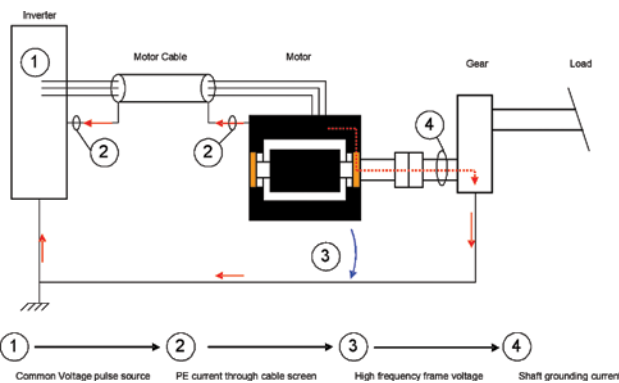 Inverter
Motor Cable
Motor
Gear
Load
1
2
2
4
3
1
2
3
4
Common Voltage pulse source
PE current through cable screen
High frequency frame voltage
Shaft grounding current